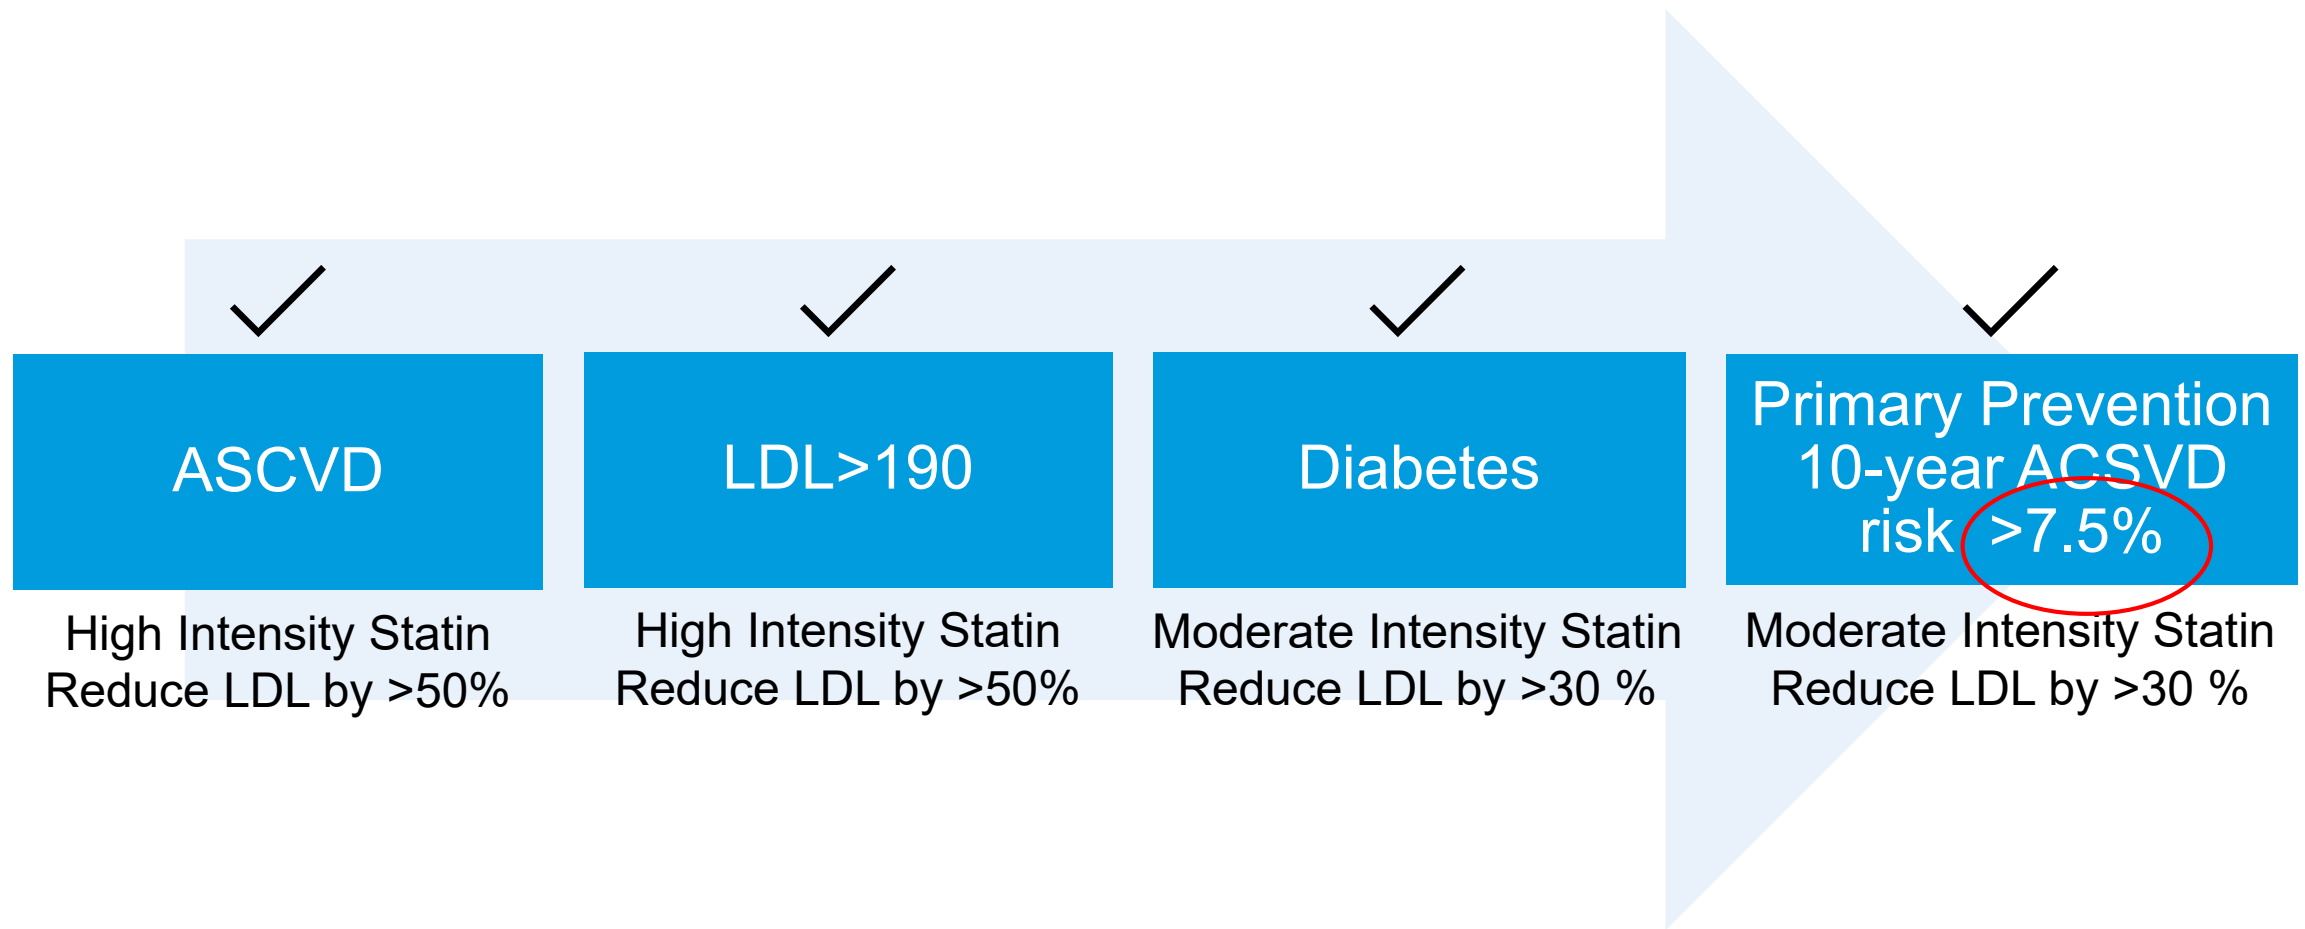 ASCVD
High Intensity Statin
Reduce LDL by >50%
LDL>190
High Intensity Statin
Reduce LDL by >50%
Diabetes
Moderate Intensity Statin
Reduce LDL by >30 %
Primary Prevention
10-year ACSVD
risk >7.5%
Moderate Intensity Statin
Reduce LDL by >30 %